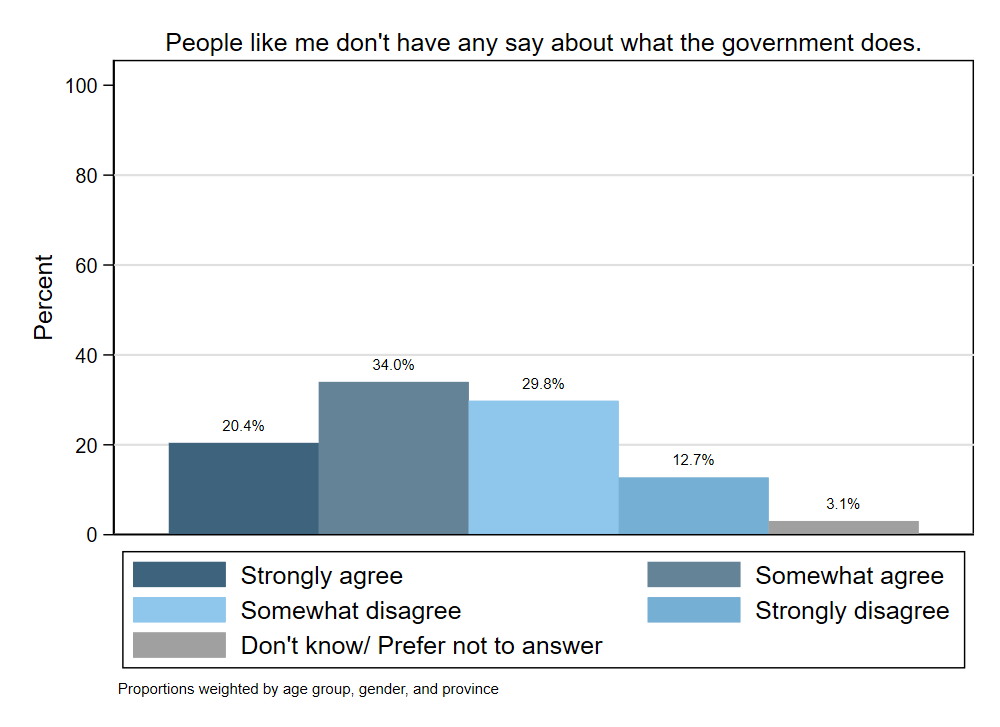 People like me don't have any say about what the government does.
Percent
100
80
60
40
20
0
20.4%
34.0%
29.8%
12.7%
3.1%
Strongly agree
Somewhat agree
Somewhat disagree
Strongly disagree
Don't know/ Prefer not to answer
Proportions weighted by age group, gender, and province